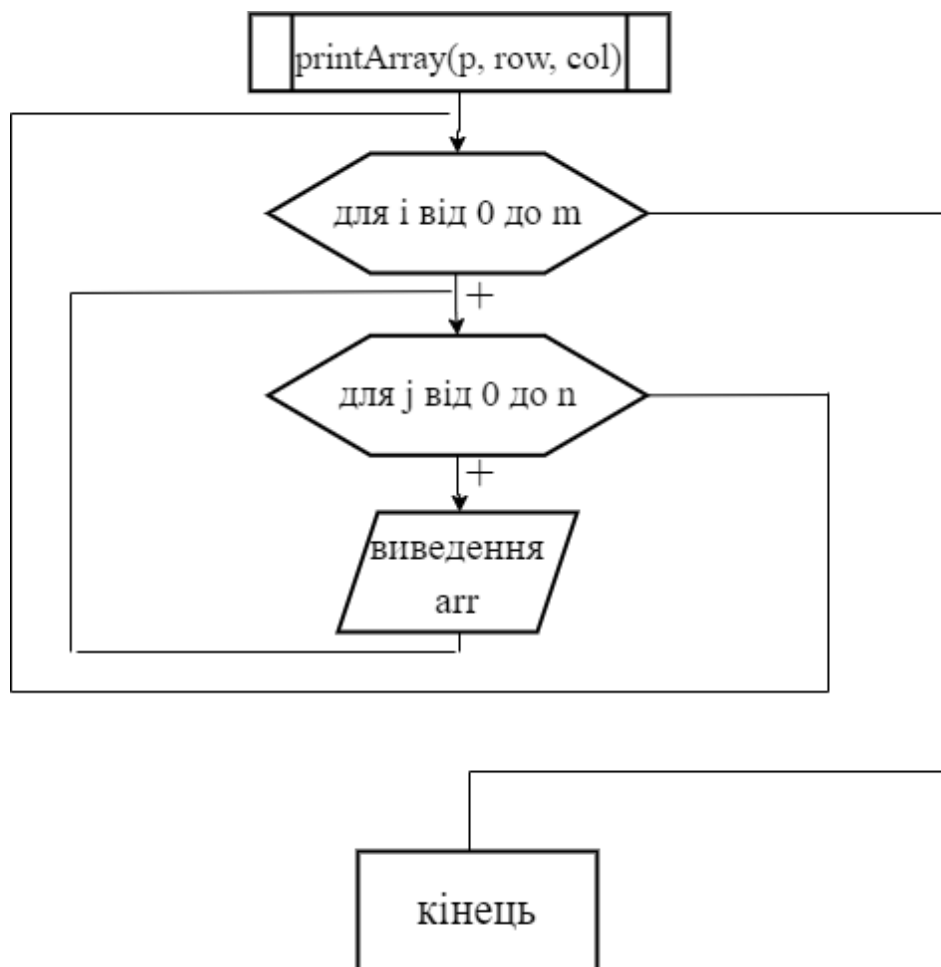 printArray(p, row, col)
для i від 0 до m
+
для j від 0 до n
+
виведення
arr
кінець